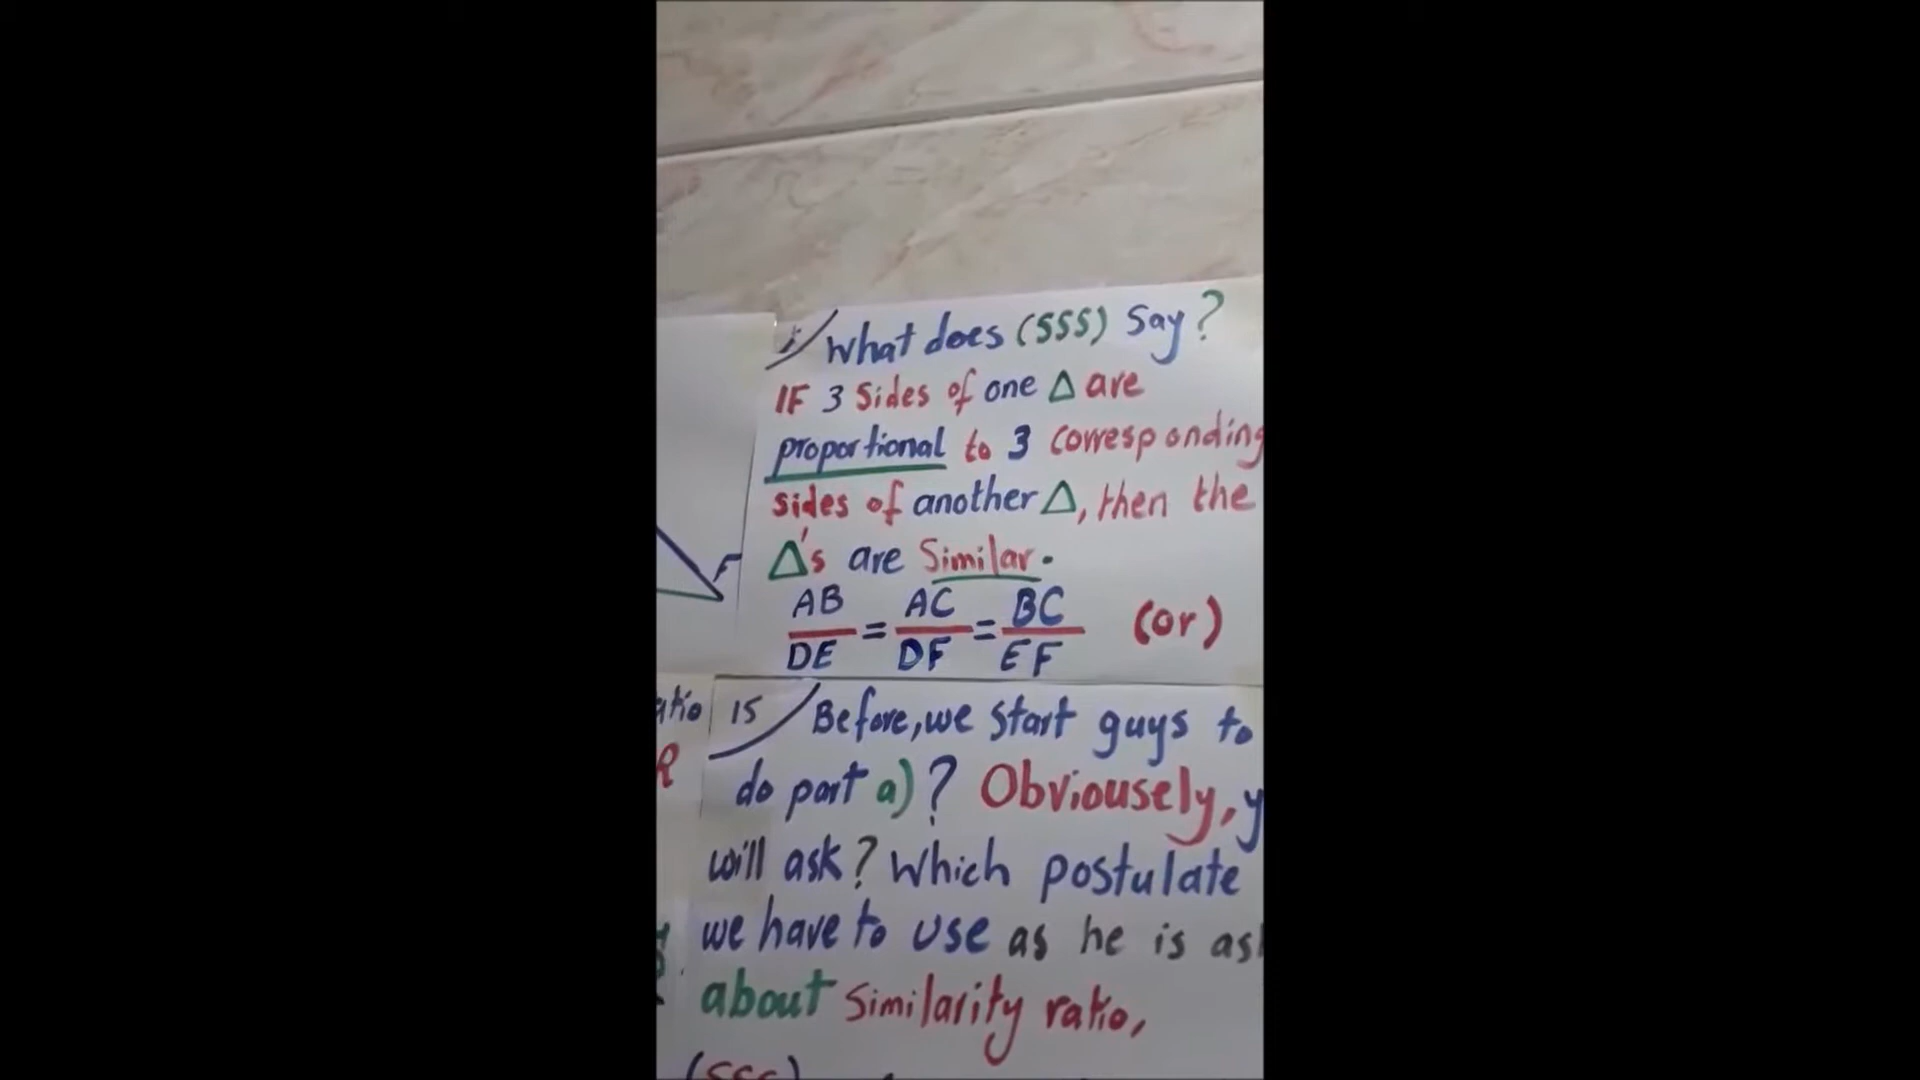 What does (SSS) Say?
IF 3 Sides of one Δ are
proportional to 3 corresponding
sides of another Δ, then the
Δ's are Similar.
AB/DE = AC/DF = BC/EF (or)
F
15 Before, we start guys to
do part a)? Obviousely, y
will ask? Which postulate
we have to use as he is as
about Similarity ratio,
(SSS)